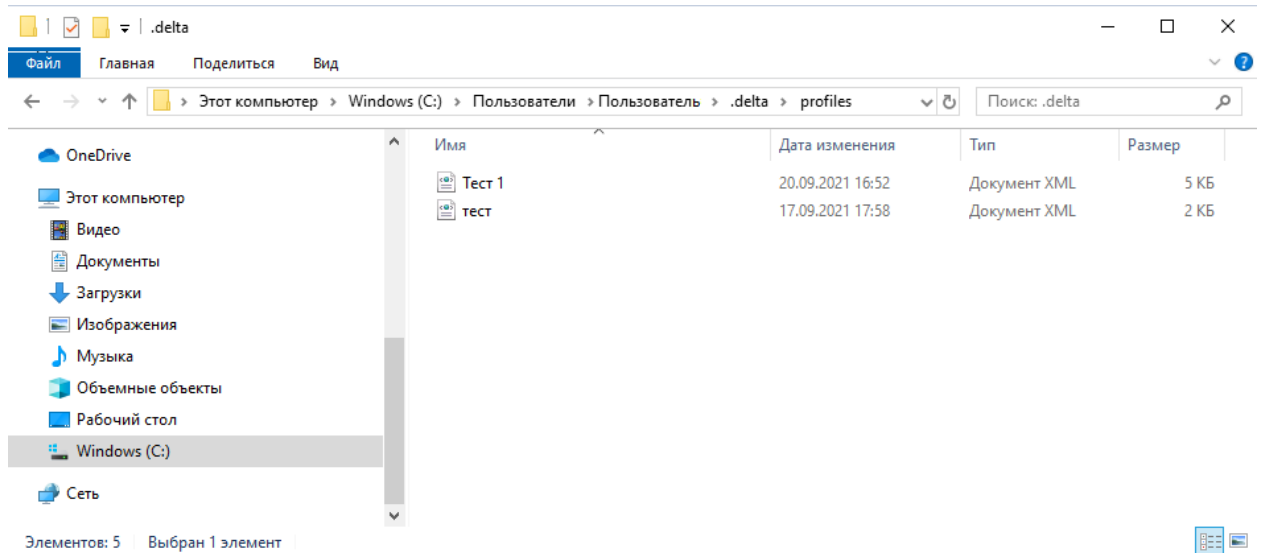 .delta
Файл Главная Поделиться Вид
Этот компьютер Windows (C:) Пользователи Пользователь .delta profiles Поиск: .delta
Имя Дата изменения Тип Размер
OneDrive
Этот компьютер
Видео
Документы
Загрузки
Изображения
Музыка
Объемные объекты
Рабочий стол
Windows (C:)
Сеть
Тест 1 20.09.2021 16:52 Документ XML 5 КБ
тест 17.09.2021 17:58 Документ XML 2 КБ
Элементов: 5 Выбран 1 элемент